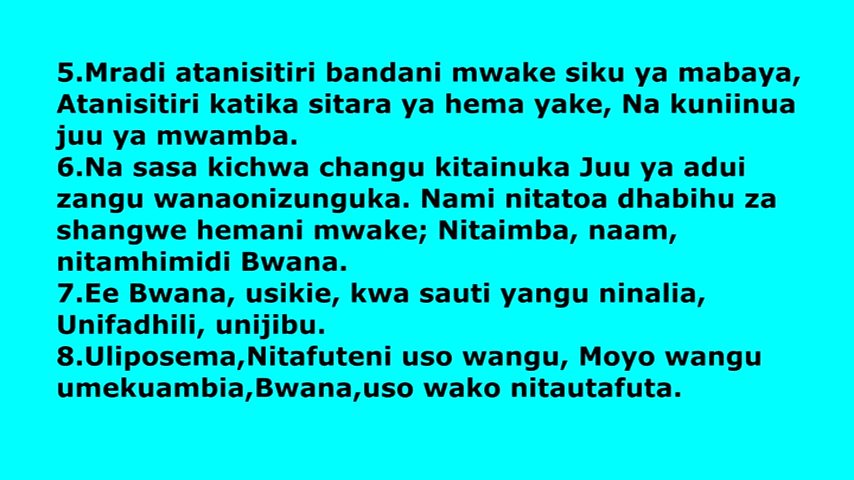 5.Mradi atanisitiri bandani mwake siku ya mabaya,
Atanisitiri katika sitara ya hema yake, Na kuniinua
juu ya mwamba.
6.Na sasa kichwa changu kitainuka Juu ya adui
zangu wanaonizunguka. Nami nitatoa dhabihu za
shangwe hemani mwake; Nitaimba, naam,
nitamhimidi Bwana.
7.Ee Bwana, usikie, kwa sauti yangu ninalia,
Unifadhili, unijibu.
8.Uliposema,Nitafuteni uso wangu, Moyo wangu
umekuambia,Bwana,uso wako nitautafuta.